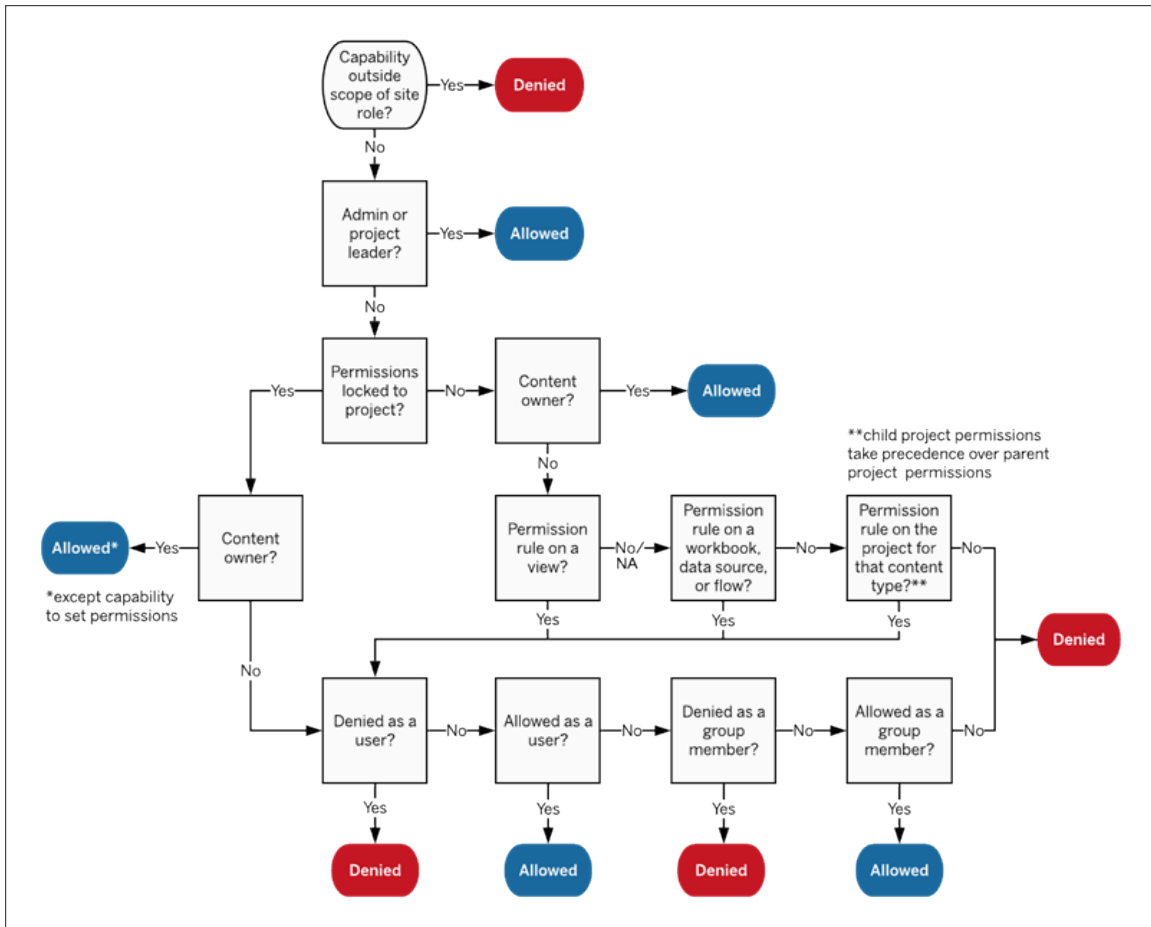 Capability
outside
scope of site
role?
Yes
Denied
No
Admin or
project
leader?
Yes
Allowed
No
Permissions
locked to
project?
Yes
No
Content
owner?
Yes
Allowed
**child project permissions
take precedence over parent
project permissions
No
Content
owner?
Yes
Allowed*
*except capability
to set permissions
Permission
rule on a
view?
No/
NA
Permission
rule on a
workbook,
data source,
or flow?
No
Permission
rule on the
project for
that content
type?**
No
Yes
Yes
Yes
Denied
No
Denied as a
user?
No
Allowed as a
user?
No
Denied as a
group
member?
No
Allowed as a
group
member?
No
Yes
Yes
Yes
Yes
Denied
Allowed
Denied
Allowed